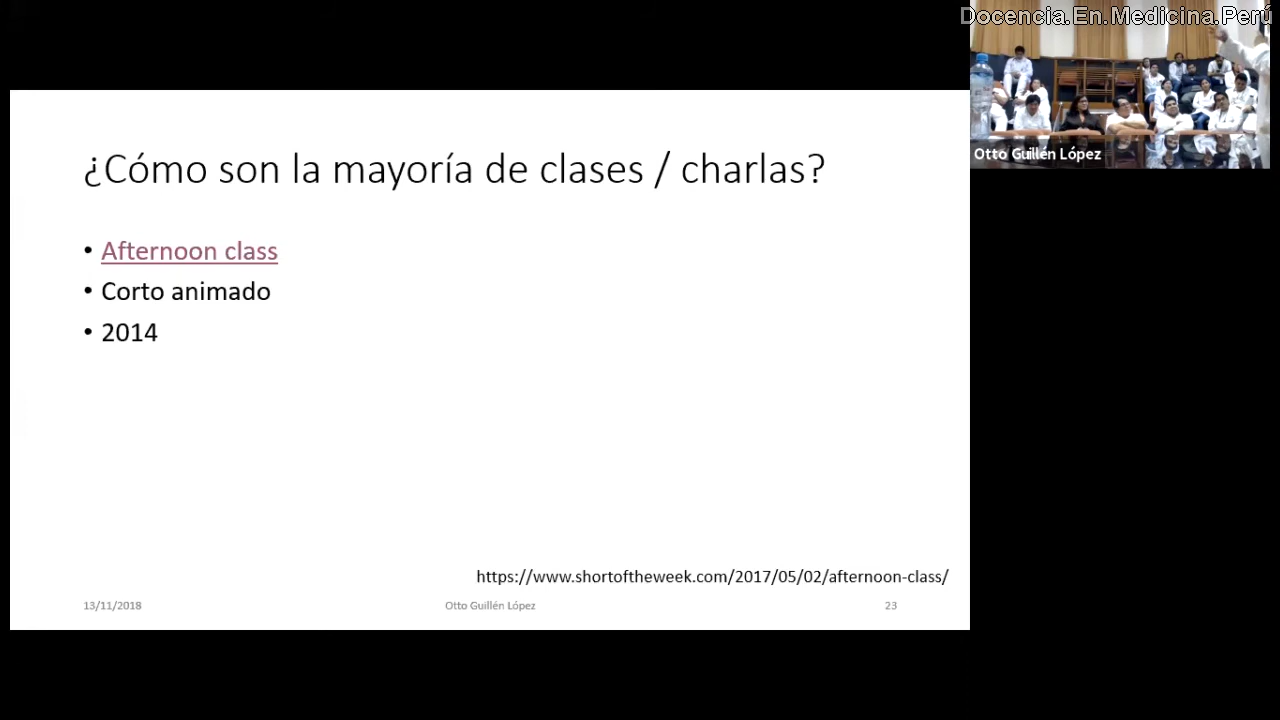 Docencia.En.Medicina.Perú
Otto Guillén López
¿Cómo son la mayoría de clases / charlas?
• Afternoon class
• Corto animado
• 2014
https://www.shortoftheweek.com/2017/05/02/afternoon-class/
13/11/2018
Otto Guillén López
23